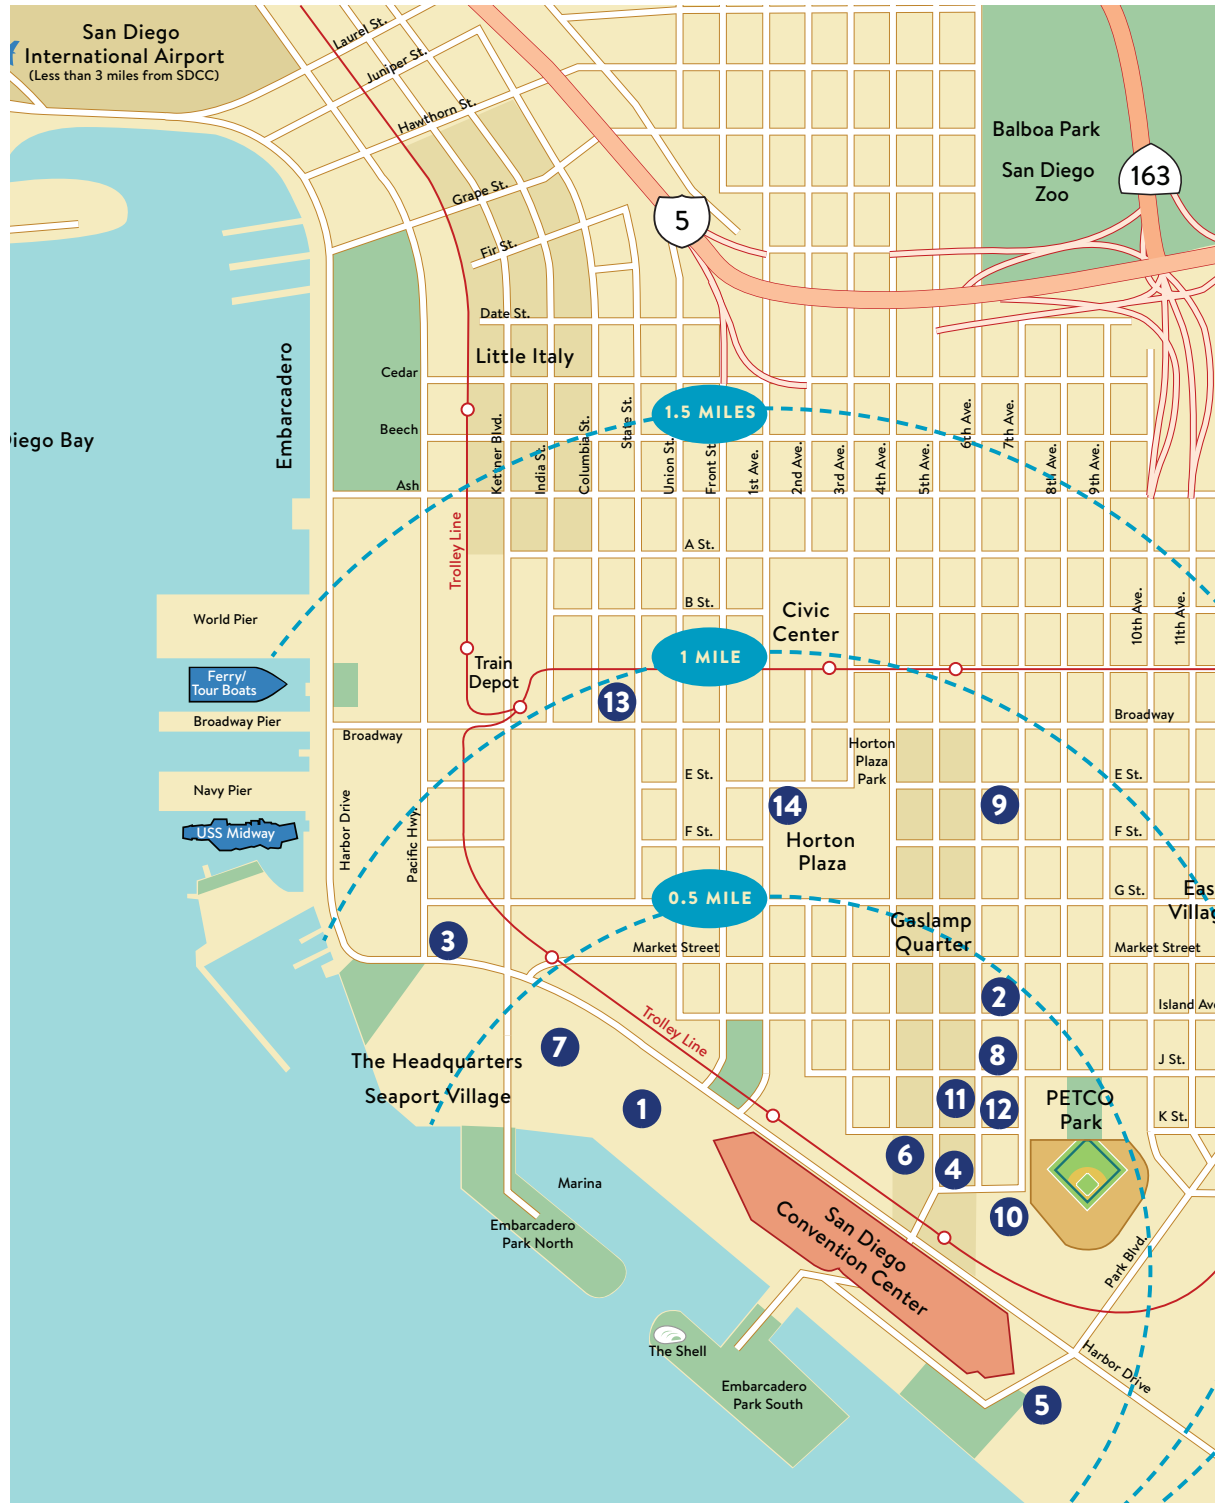 San Diego
International Airport
(Less than 3 miles from SDCC)
Laurel St.
Juniper St.
Hawthorn St.
Grape St.
Fir St.
Date St.
5
Balboa Park
San Diego
Zoo
163
Little Italy
Cedar
Beech
Ash
Embarcadero
Diego Bay
1.5 MILES
Kettner Blvd.
India St.
Columbia St.
State St.
Union St.
Front St.
1st Ave.
2nd Ave.
3rd Ave.
4th Ave.
5th Ave.
6th Ave.
7th Ave.
8th Ave.
9th Ave.
10th Ave.
11th Ave.
Trolley Line
A St.
B St.
Civic
Center
World Pier
Ferry/
Tour Boats
Broadway Pier
Navy Pier
USS Midway
Train
Depot
1 MILE
13
Broadway
Broadway
Horton
Plaza
Park
E St.
E St.
14
9
F St.
F St.
Horton
Plaza
Harbor Drive
Pacific Hwy.
G St.
0.5 MILE
Gaslamp
Quarter
Market Street
Market Street
3
2
Island Ave
Trolley Line
7
The Headquarters
Seaport Village
8
J St.
1
11
12
PETCO
Park
K St.
6
4
Marina
10
Embarcadero
Park North
San Diego
Convention Center
Park Blvd.
The Shell
Embarcadero
Park South
Harbor Drive
5